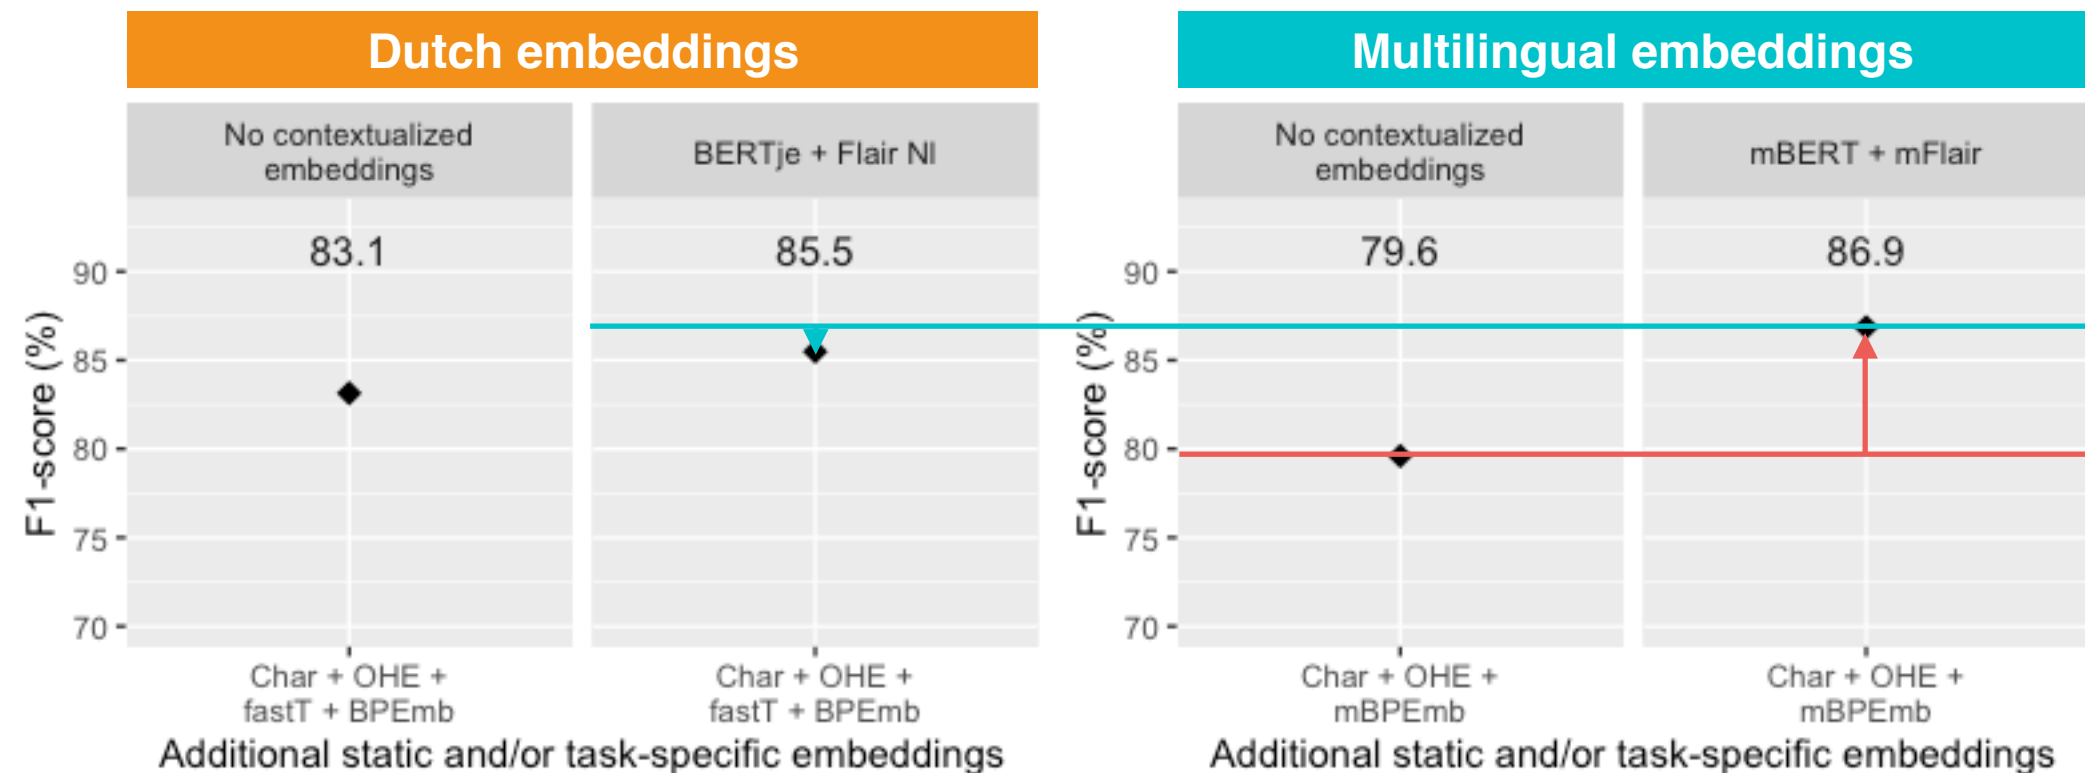 Dutch embeddings
No contextualized
embeddings
BERTje + Flair Nl
83.1
85.5
90
85
80
75
70
F1-score (%)
Char + OHE +
fastT + BPEmb
Char + OHE +
fastT + BPEmb
Additional static and/or task-specific embeddings
Multilingual embeddings
No contextualized
embeddings
mBERT + mFlair
79.6
86.9
90
85
80
75
70
F1-score (%)
Char + OHE +
mBPEmb
Char + OHE +
mBPEmb
Additional static and/or task-specific embeddings